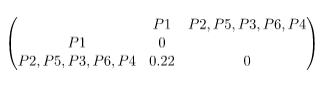 P1 P2, P5, P3, P6, P4
P1 0
P2, P5, P3, P6, P4 0.22 0